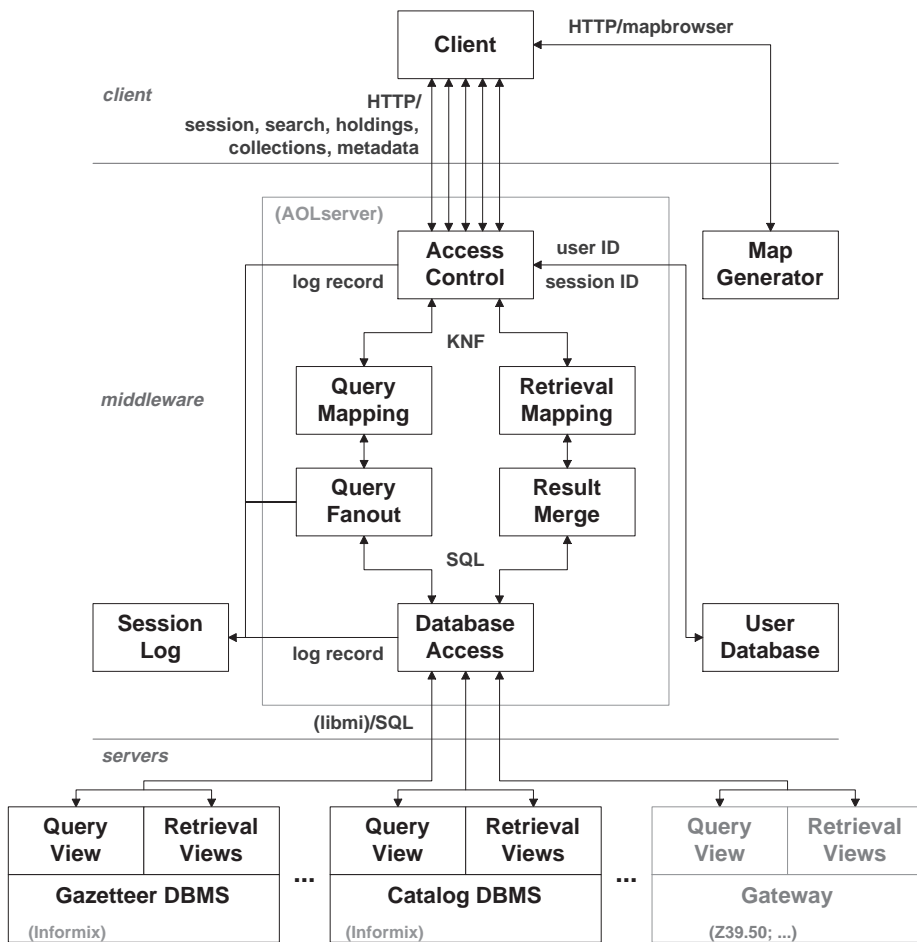 Client
HTTP/mapbrowser
client
HTTP/
session, search, holdings,
collections, metadata
(AOLserver)
Access
Control
user ID
session ID
log record
Map
Generator
KNF
middleware
Query
Mapping
Retrieval
Mapping
Query
Fanout
Result
Merge
SQL
Session
Log
log record
Database
Access
User
Database
(libmi)/SQL
servers
Query
View
Retrieval
Views
Gazetteer DBMS
(Informix)
...
Query
View
Retrieval
Views
Catalog DBMS
(Informix)
...
Query
View
Retrieval
Views
Gateway
(Z39.50; ...)